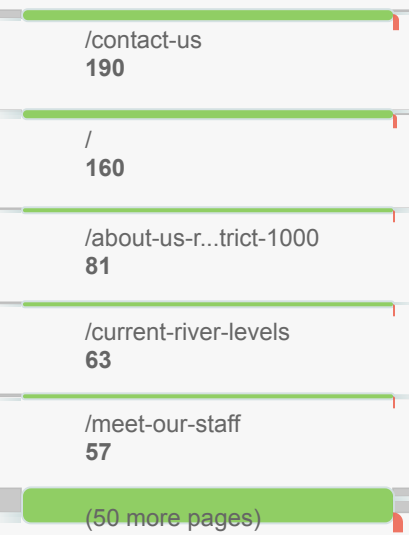 /contact-us
190
/
160
/about-us-r...trict-1000
81
/current-river-levels
63
/meet-our-staff
57
(50 more pages)